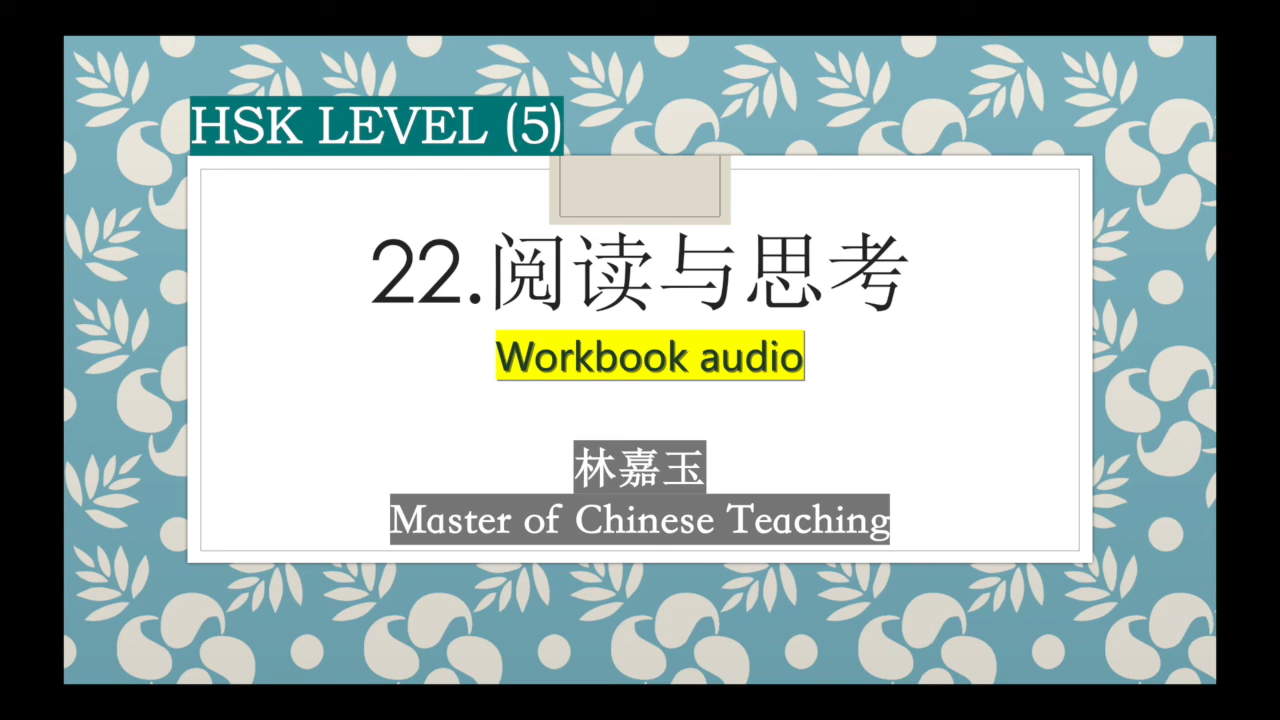 HSK LEVEL (5)
22.阅读与思考
Workbook audio
林嘉玉
Master of Chinese Teaching